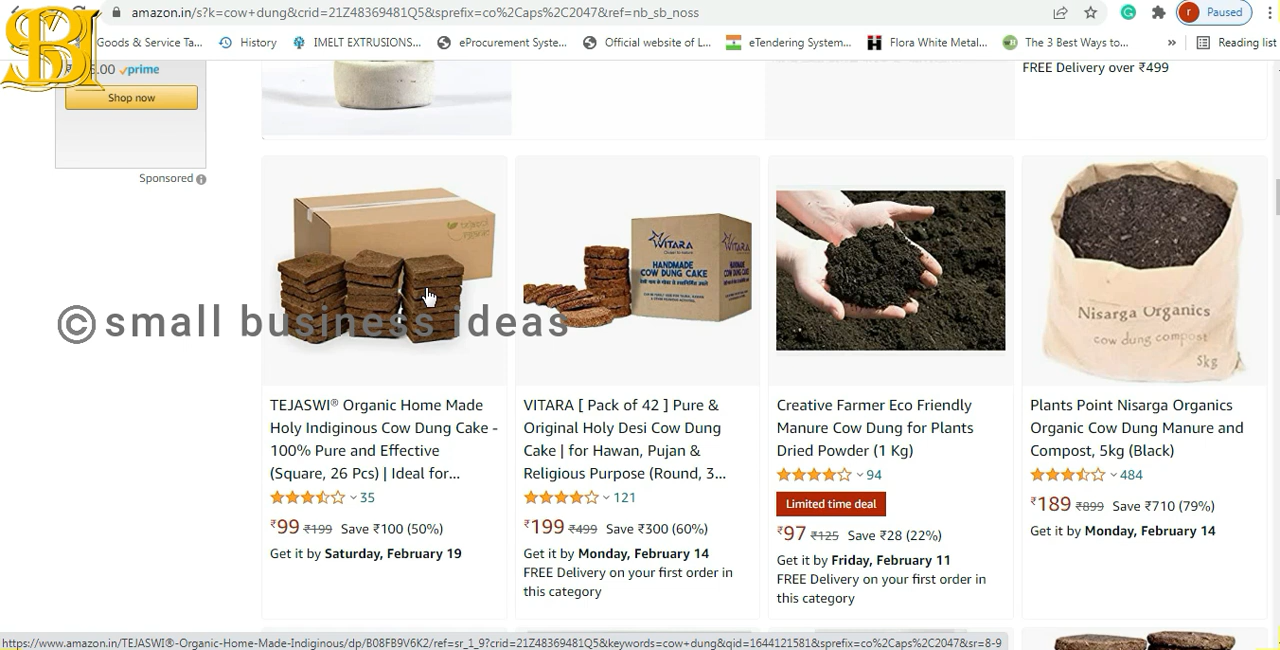 amazon.in/s?k=cow+dung&crid=21Z48369481Q5&sprefix=co%2Caps%2C2047&ref=nb_sb_noss
r Paused
Goods & Service Ta...
History
IMELT EXTRUSIONS...
eProcurement Syste...
Official website of L...
eTendering System...
Flora White Metal...
The 3 Best Ways to...
»
Reading list
SBI
.00 prime
Shop now
Sponsored
FREE Delivery over ₹499
VITARA
HANDMADE
COW DUNG CAKE
Nisarga Organics
cow dung compost
5kg
© small business ideas
TEJASWI® Organic Home Made
Holy Indiginous Cow Dung Cake -
100% Pure and Effective
(Square, 26 Pcs) | Ideal for...
35
₹99 ₹199 Save ₹100 (50%)
Get it by Saturday, February 19
VITARA [ Pack of 42 ] Pure &
Original Holy Desi Cow Dung
Cake | for Hawan, Pujan &
Religious Purpose (Round, 3...
121
₹199 ₹499 Save ₹300 (60%)
Get it by Monday, February 14
FREE Delivery on your first order in
this category
Creative Farmer Eco Friendly
Manure Cow Dung for Plants
Dried Powder (1 Kg)
94
Limited time deal
₹97 ₹125 Save ₹28 (22%)
Get it by Friday, February 11
FREE Delivery on your first order in
this category
Plants Point Nisarga Organics
Organic Cow Dung Manure and
Compost, 5kg (Black)
484
₹189 ₹899 Save ₹710 (79%)
Get it by Monday, February 14
https://www.amazon.in/TEJASWI®-Organic-Home-Made-Indiginous/dp/B08FB9V6K2/ref=sr_1_9?crid=21Z48369481Q5&keywords=cow+dung&qid=1644121581&sprefix=co%2Caps%2C2047&sr=8-9